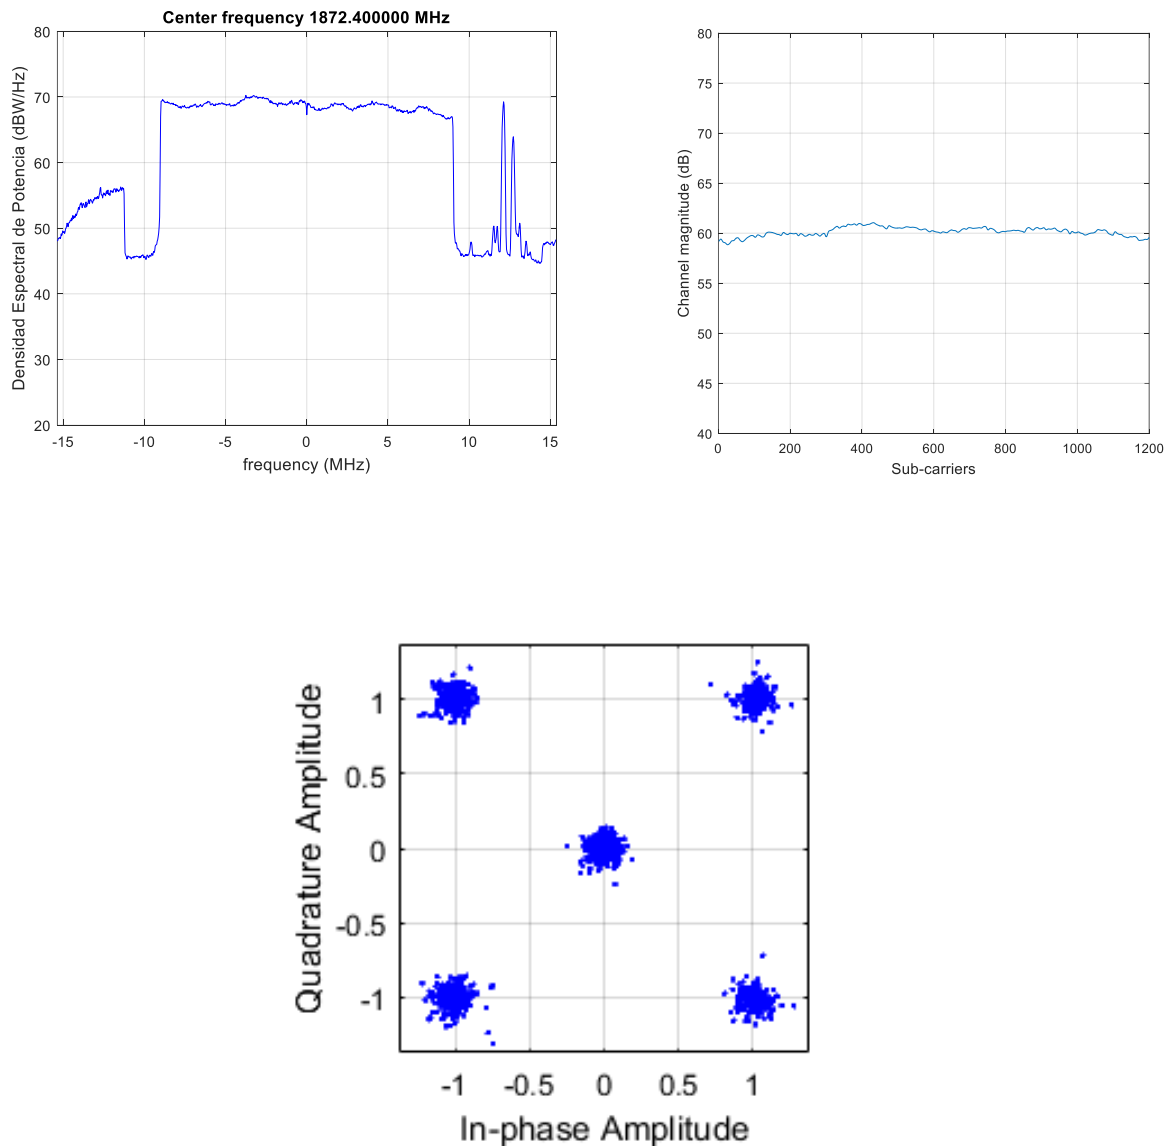 Center frequency 1872.400000 MHz
80
70
60
50
40
30
20
Densidad Espectral de Potencia (dBW/Hz)
-15 -10 -5 0 5 10 15
frequency (MHz)
80
75
70
65
60
55
50
45
40
Channel magnitude (dB)
0 200 400 600 800 1000 1200
Sub-carriers
1
0.5
0
-0.5
-1
Quadrature Amplitude
-1 -0.5 0 0.5 1
In-phase Amplitude